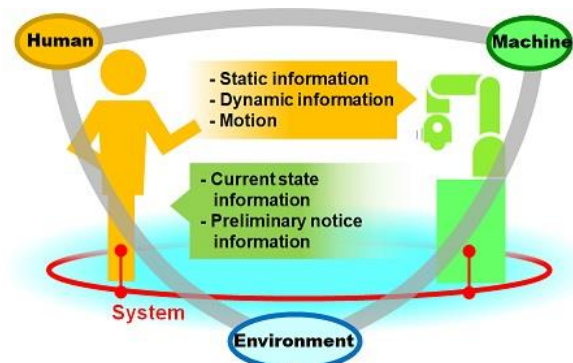 Human
Machine
- Static information
- Dynamic information
- Motion
- Current state
information
- Preliminary notice
information
System
Environment